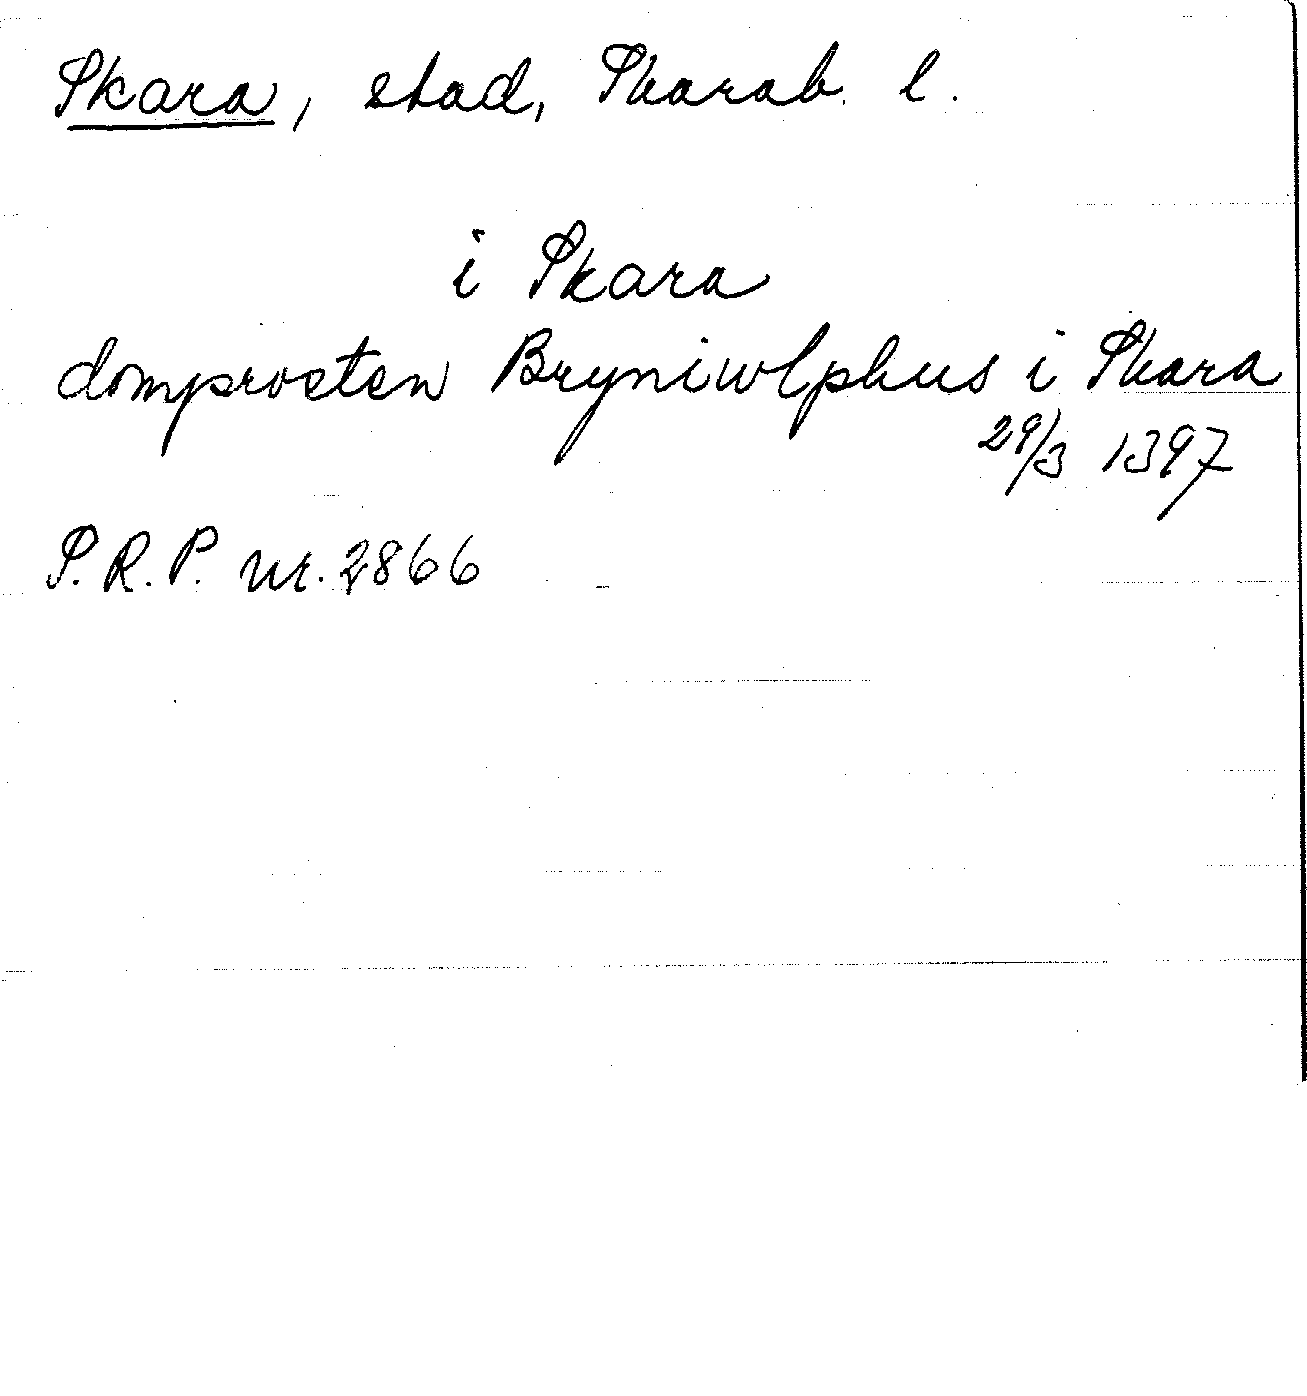 Skara, stad, Skarab. l.
i Skara
domprosten Bryniwlphus i Skara
29/3 1397
S.R.P. nr. 2866